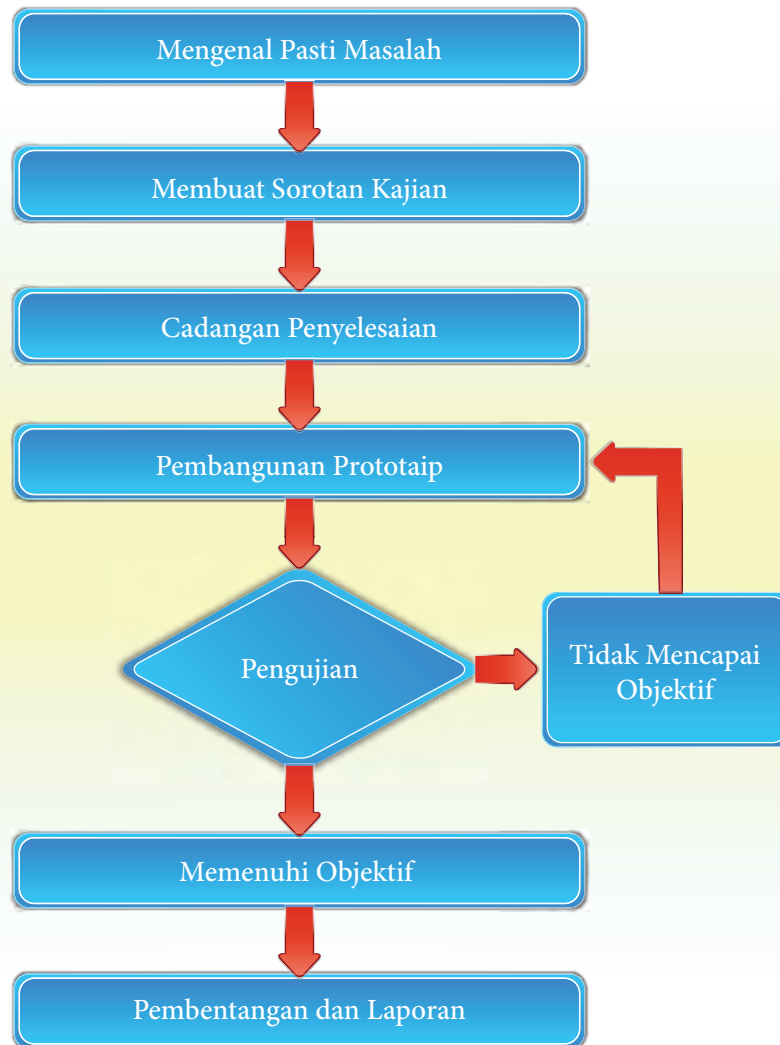 Mengenal Pasti Masalah
Membuat Sorotan Kajian
Cadangan Penyelesaian
Pembangunan Prototaip
Pengujian
Tidak Mencapai
Objektif
Memenuhi Objektif
Pembentangan dan Laporan